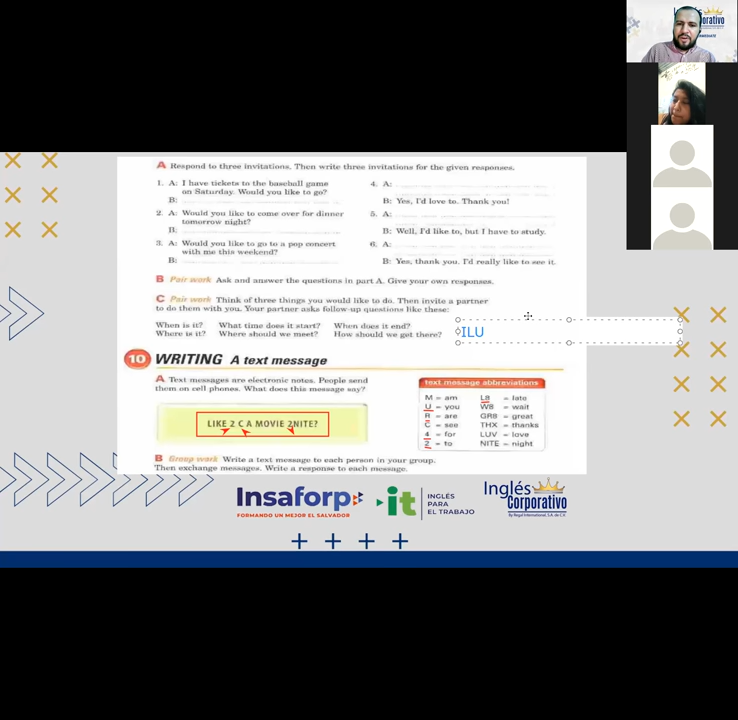 A Respond to three invitations. Then write three invitations for the given responses.
1. A: I have tickets to the baseball game
on Saturday. Would you like to go?
B:
2. A: Would you like to come over for dinner
tomorrow night?
B:
3. A: Would you like to go to a pop concert
with me this weekend?
B:
4. A:
B: Yes, I'd love to. Thank you!
5. A:
B: Well, I'd like to, but I have to study.
6. A:
B: Yes, thank you. I'd really like to see it.
B Pair work Ask and answer the questions in part A. Give your own responses.
C Pair work Think of three things you would like to do. Then invite a partner
to do them with you. Your partner asks follow-up questions like these:
When is it? What time does it start? When does it end?
Where is it? Where should we meet? How should we get there?
ILU
10 WRITING A text message
A Text messages are electronic notes. People send
them on cell phones. What does this message say?
LIKE 2 C A MOVIE 2NITE?
text message abbreviations
M = am L8 = late
U = you W8 = wait
R = are GR8 = great
C = see THX = thanks
4 = for LUV = love
2 = to NITE = night
B Group work Write a text message to each person in your group.
Then exchange messages. Write a response to each message.
Insaforp
FORMANDO UN MEJOR EL SALVADOR
it
INGLÉS
PARA
EL TRABAJO
Inglés
Corporativo